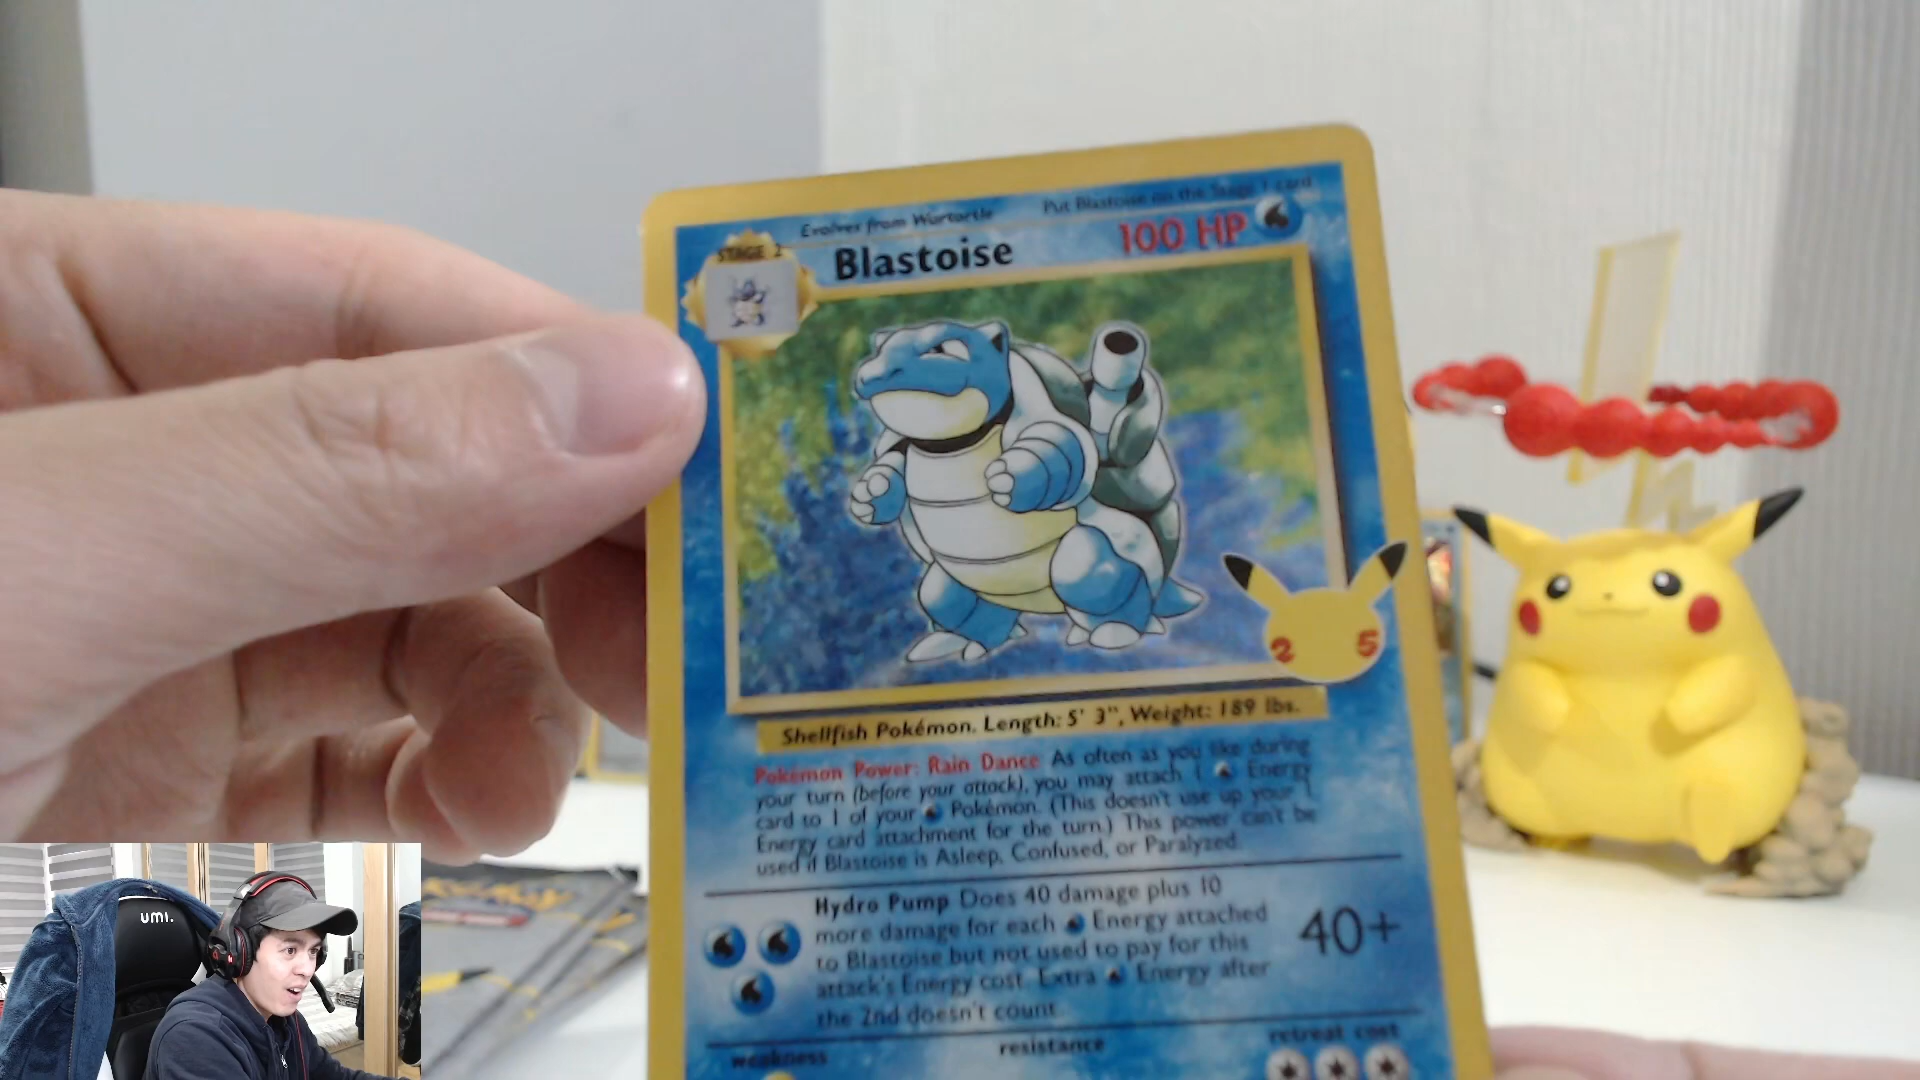 Evolves from Wartortle
Put Blastoise on the Stage 1 card
STAGE 2
Blastoise
100 HP
2 5
Shellfish Pokémon. Length: 5' 3", Weight: 189 lbs.
Pokémon Power: Rain Dance As often as you like during
your turn (before your attack), you may attach 1 Energy
card to 1 of your Pokémon. (This doesn't use up your 1
Energy card attachment for the turn.) This power can't be
used if Blastoise is Asleep, Confused, or Paralyzed.
Hydro Pump Does 40 damage plus 10
more damage for each Energy attached
to Blastoise but not used to pay for this
attack's Energy cost. Extra Energy after
the 2nd doesn't count.
40+
weakness
resistance
retreat cost
umi.
POKéMON